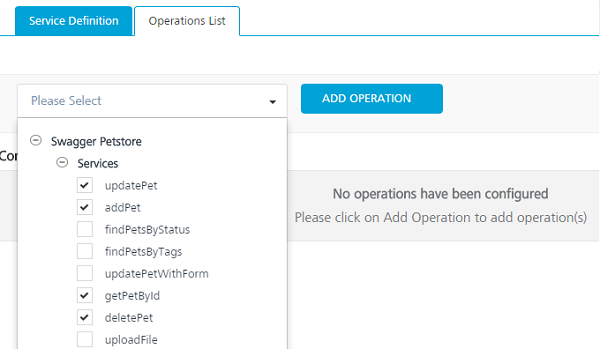 Service Definition
Operations List
Please Select
ADD OPERATION
Swagger Petstore
Services
updatePet
addPet
findPetsByStatus
findPetsByTags
updatePetWithForm
getPetById
deletePet
uploadFile
No operations have been configured
Please click on Add Operation to add operation(s)